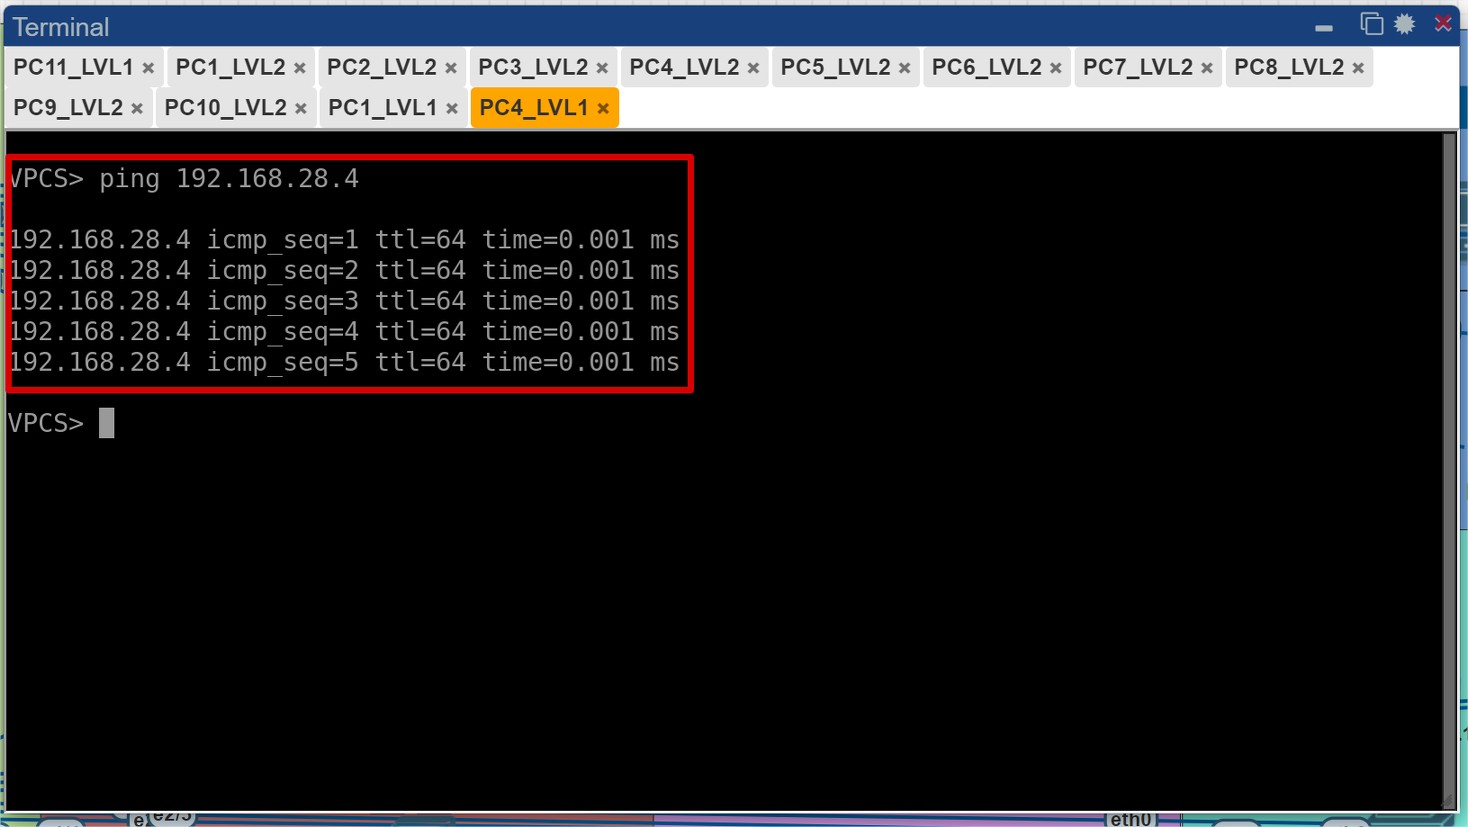 Terminal
PC11_LVL1 × PC1_LVL2 × PC2_LVL2 × PC3_LVL2 × PC4_LVL2 × PC5_LVL2 × PC6_LVL2 × PC7_LVL2 × PC8_LVL2 ×
PC9_LVL2 × PC10_LVL2 × PC1_LVL1 × PC4_LVL1 ×
VPCS> ping 192.168.28.4
192.168.28.4 icmp_seq=1 ttl=64 time=0.001 ms
192.168.28.4 icmp_seq=2 ttl=64 time=0.001 ms
192.168.28.4 icmp_seq=3 ttl=64 time=0.001 ms
192.168.28.4 icmp_seq=4 ttl=64 time=0.001 ms
192.168.28.4 icmp_seq=5 ttl=64 time=0.001 ms
VPCS>
e2/3
eth0